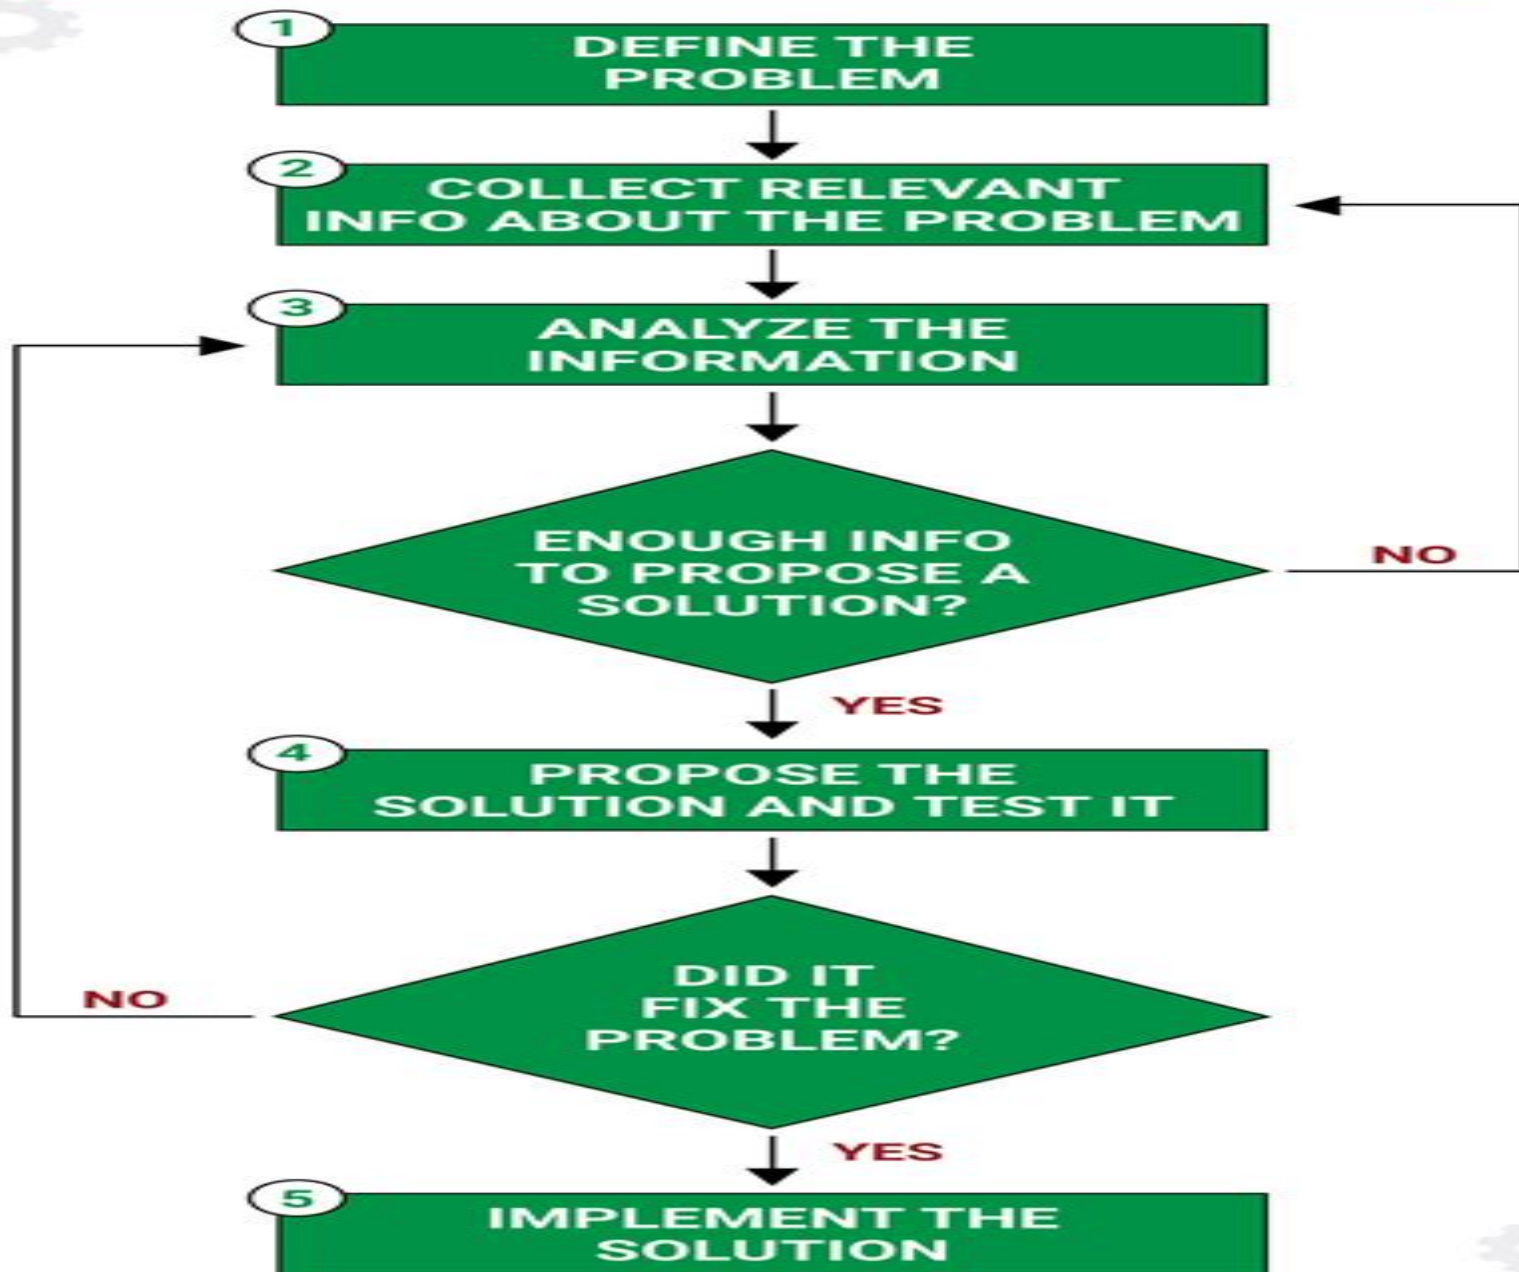 1
DEFINE THE
PROBLEM
2
COLLECT RELEVANT
INFO ABOUT THE PROBLEM
3
ANALYZE THE
INFORMATION
ENOUGH INFO
TO PROPOSE A
SOLUTION?
NO
YES
4
PROPOSE THE
SOLUTION AND TEST IT
DID IT
FIX THE
PROBLEM?
NO
YES
5
IMPLEMENT THE
SOLUTION